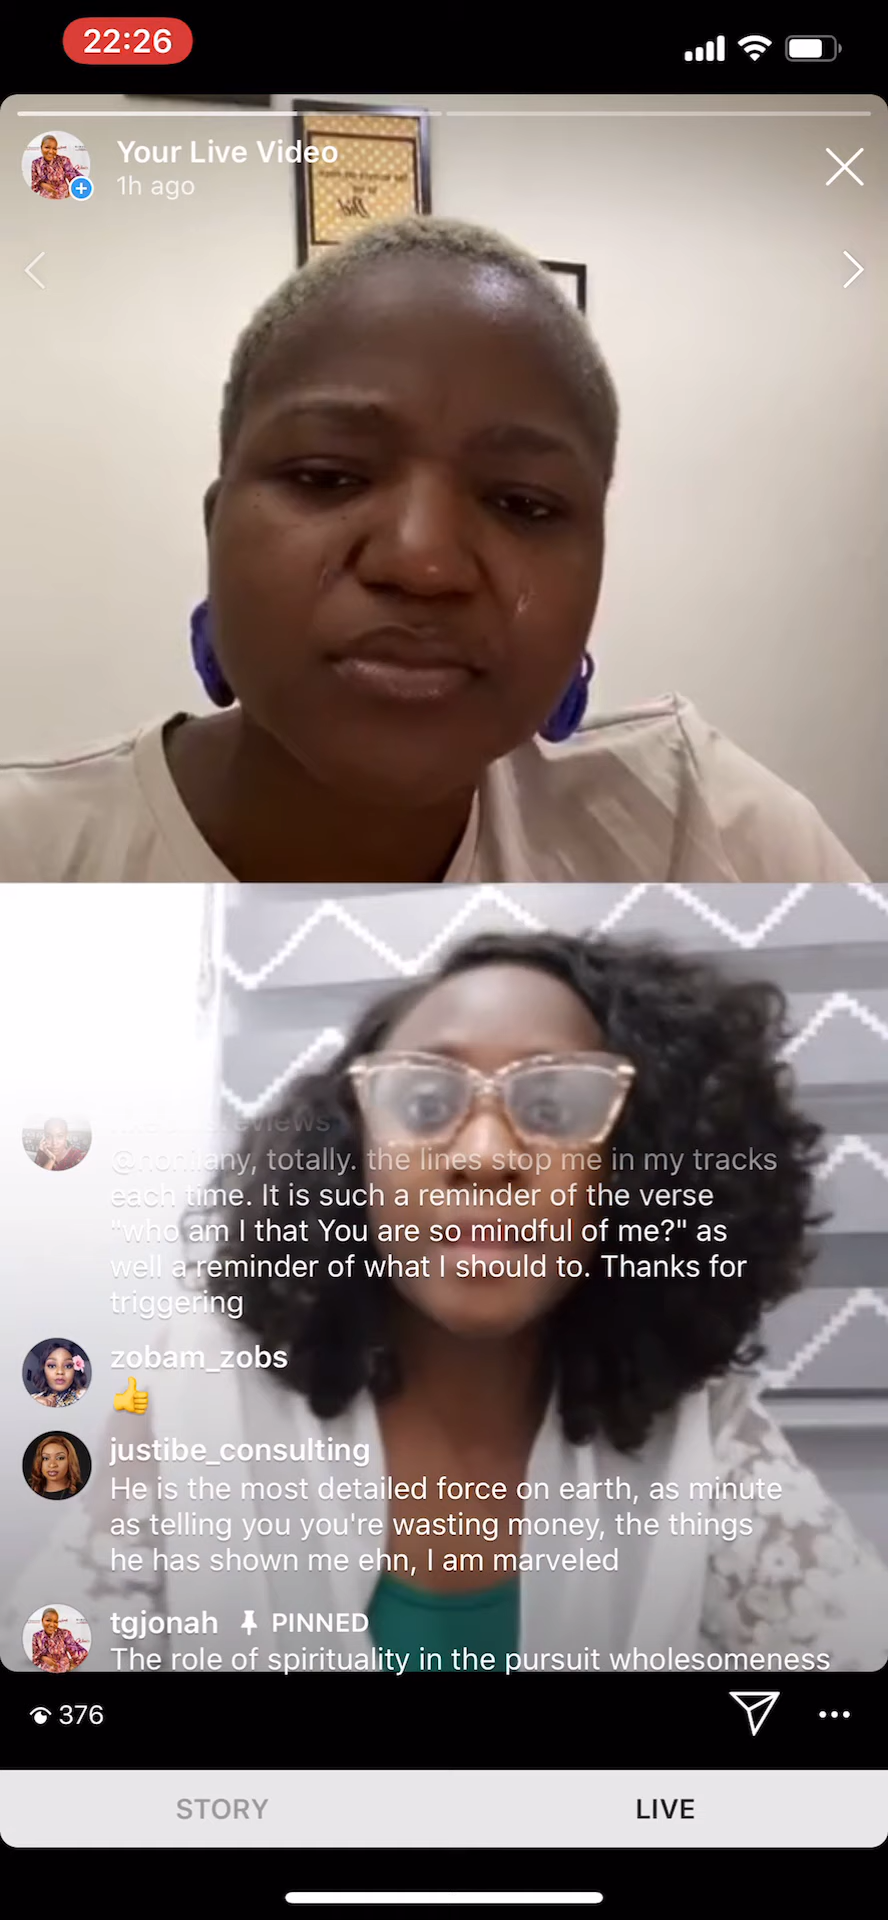 22:26
Your Live Video
1h ago
@nonilany, totally. the lines stop me in my tracks
each time. It is such a reminder of the verse
"who am I that You are so mindful of me?" as
well a reminder of what I should to. Thanks for
triggering
zobam_zobs
👍
justibe_consulting
He is the most detailed force on earth, as minute
as telling you you're wasting money, the things
he has shown me ehn, I am marveled
tgjonah PINNED
The role of spirituality in the pursuit wholesomeness
376
STORY
LIVE